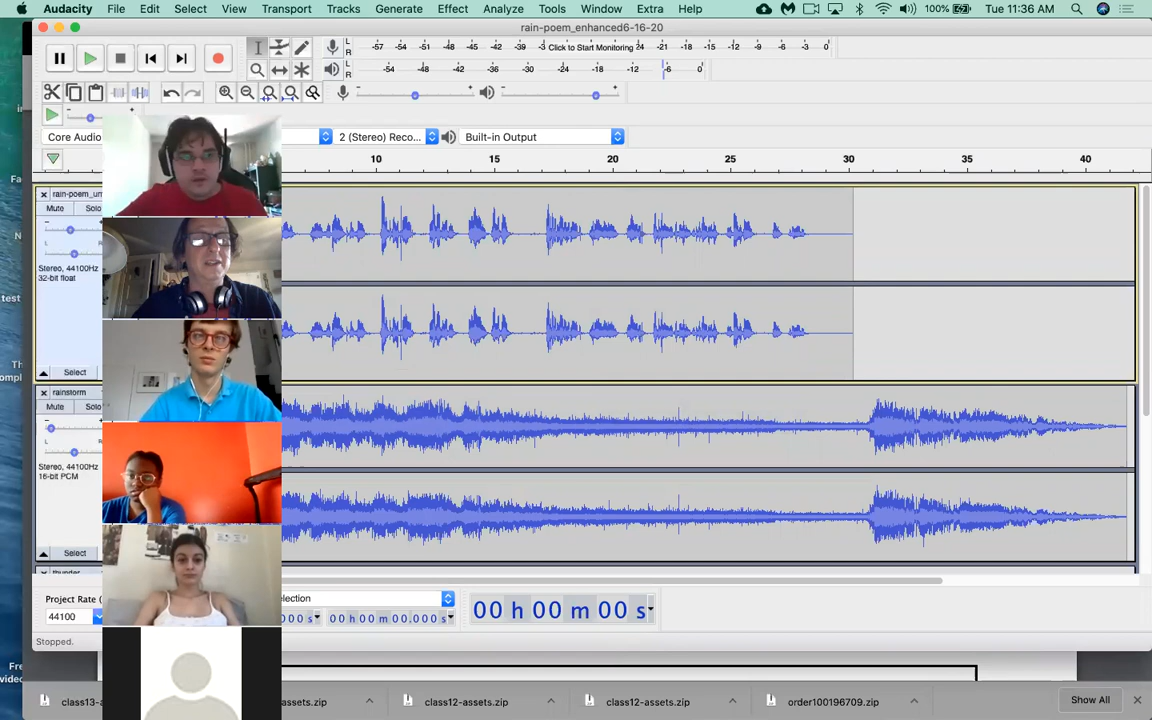 Audacity File Edit Select View Transport Tracks Generate Effect Analyze Tools Window Extra Help 100% Tue 11:36 AM
rain-poem_enhanced6-16-20
L R -57 -54 -51 -48 -45 -42 -3 Click to Start Monitoring 24 -21 -18 -15 -12 -9 -6 -3 0
L R -54 -48 -42 -36 -30 -24 -18 -12 -6 0
Core Audio 2 (Stereo) Reco... Built-in Output
10 15 20 25 30 35 40
rain-poem_un
Mute Solo
L R
Stereo, 44100Hz
32-bit float
Select
rainstorm
Mute Solo
L R
Stereo, 44100Hz
16-bit PCM
Select
thunder
Project Rate ( election
44100 000 s 00 h 00 m 00.000 s 00 h 00 m 00 s
Stopped.
Fre
video
class13-a assets.zip class12-assets.zip class12-assets.zip order100196709.zip Show All